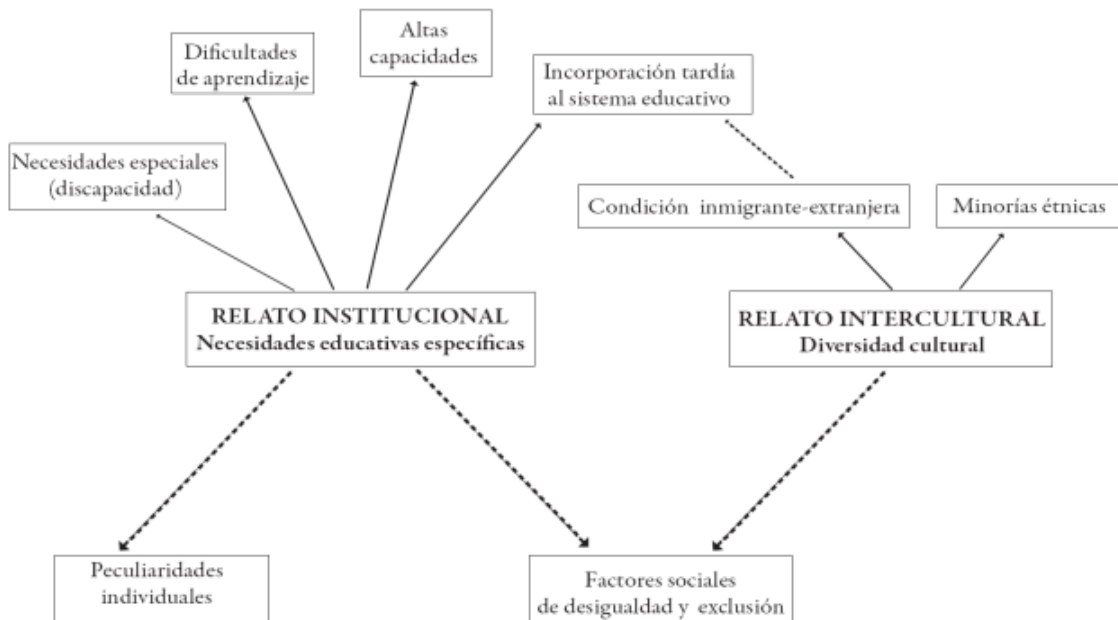 Altas
capacidades
Dificultades
de aprendizaje
Incorporación tardía
al sistema educativo
Necesidades especiales
(discapacidad)
Condición inmigrante-extranjera
Minorías étnicas
RELATO INSTITUCIONAL
Necesidades educativas específicas
RELATO INTERCULTURAL
Diversidad cultural
Peculiaridades
individuales
Factores sociales
de desigualdad y exclusión